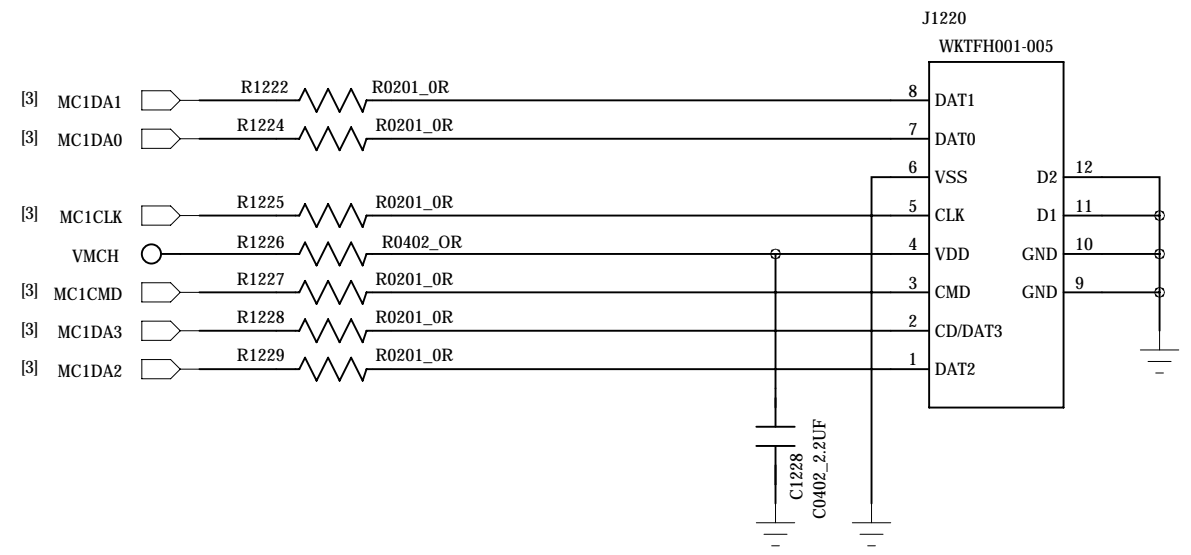 J1220
WKTFH001-005
[3] MC1DA1 R1222 R0201_0R 8 DAT1
[3] MC1DA0 R1224 R0201_0R 7 DAT0
6 VSS D2 12
[3] MC1CLK R1225 R0201_0R 5 CLK D1 11
VMCH R1226 R0402_OR 4 VDD GND 10
[3] MC1CMD R1227 R0201_0R 3 CMD GND 9
[3] MC1DA3 R1228 R0201_0R 2 CD/DAT3
[3] MC1DA2 R1229 R0201_0R 1 DAT2
C1228
C0402_2.2UF